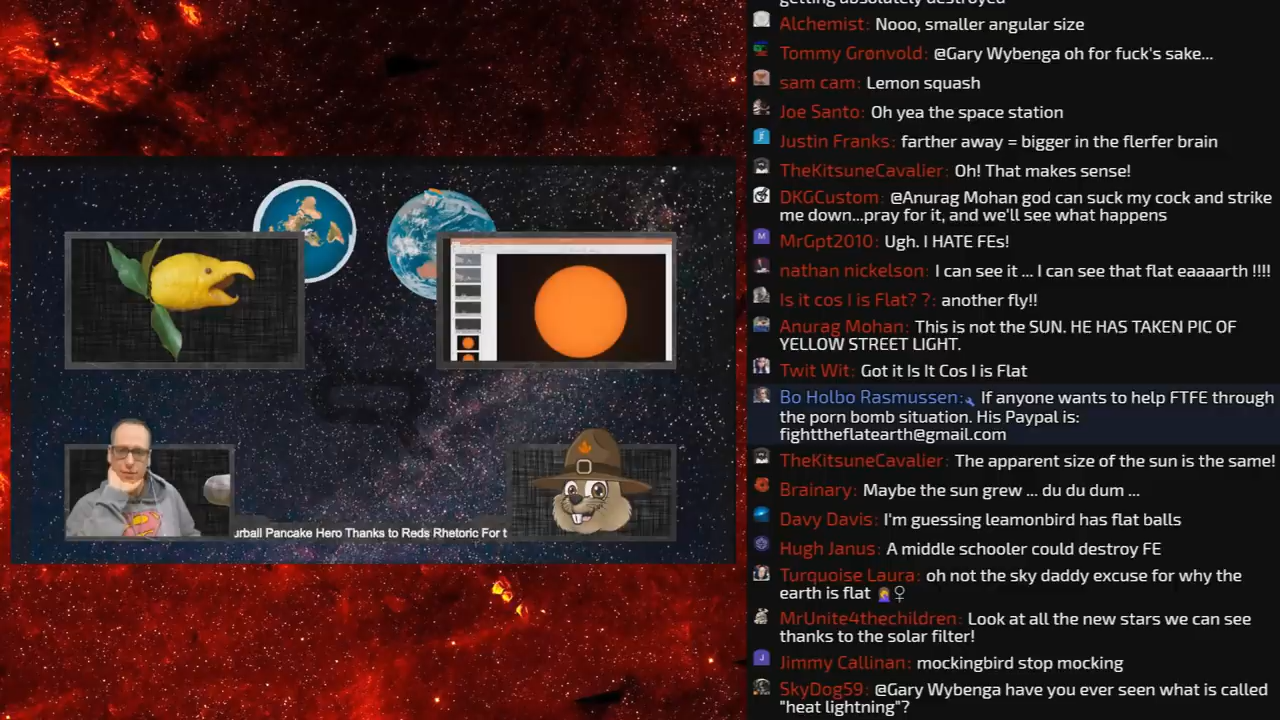 getting absolutely destroyed
Alchemist: Nooo, smaller angular size
Tommy Grønvold: @Gary Wybenga oh for fuck's sake...
sam cam: Lemon squash
Joe Santo: Oh yea the space station
Justin Franks: farther away = bigger in the flerfer brain
TheKitsuneCavalier: Oh! That makes sense!
DKGCustom: @Anurag Mohan god can suck my cock and strike
me down...pray for it, and we'll see what happens
MrGpt2010: Ugh. I HATE FEs!
nathan nickelson: I can see it ... I can see that flat eaaaarth !!!!
Is it cos I is Flat? ?: another fly!!
Anurag Mohan: This is not the SUN. HE HAS TAKEN PIC OF
YELLOW STREET LIGHT.
Twit Wit: Got it Is It Cos I is Flat
Bo Holbo Rasmussen: If anyone wants to help FTFE through
the porn bomb situation. His Paypal is:
fighttheflatearth@gmail.com
TheKitsuneCavalier: The apparent size of the sun is the same!
Brainary: Maybe the sun grew ... du du dum ...
Davy Davis: I'm guessing leamonbird has flat balls
Hugh Janus: A middle schooler could destroy FE
Turquoise Laura: oh not the sky daddy excuse for why the
earth is flat
MrUnite4thechildren: Look at all the new stars we can see
thanks to the solar filter!
Jimmy Callinan: mockingbird stop mocking
SkyDog59: @Gary Wybenga have you ever seen what is called
"heat lightning"?
urball Pancake Hero Thanks to Reds Rhetoric For t